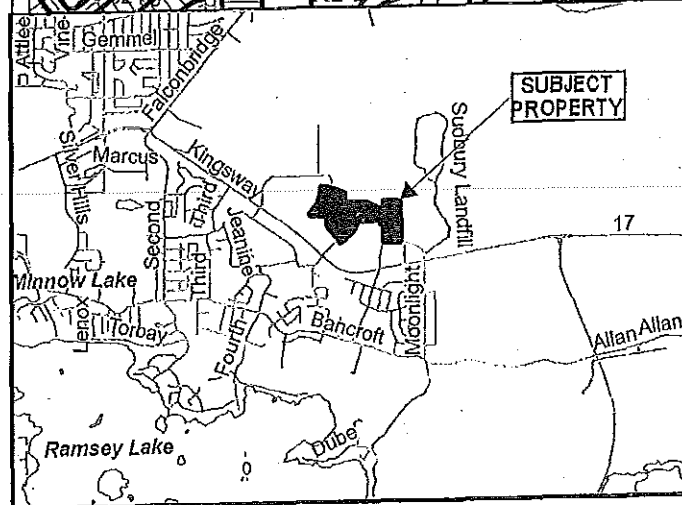 Attlee
Vine
Gemmel
Falconbridge
SUBJECT
PROPERTY
Silver Hills
Marcus
Kingsway
Sudbury Landfill
Second
Third
Third
Jeanine
17
Minnow Lake
Lenox
Torbay
Fourth
Bancroft
Moonlight
Allan Allan
Ramsey Lake
Dube